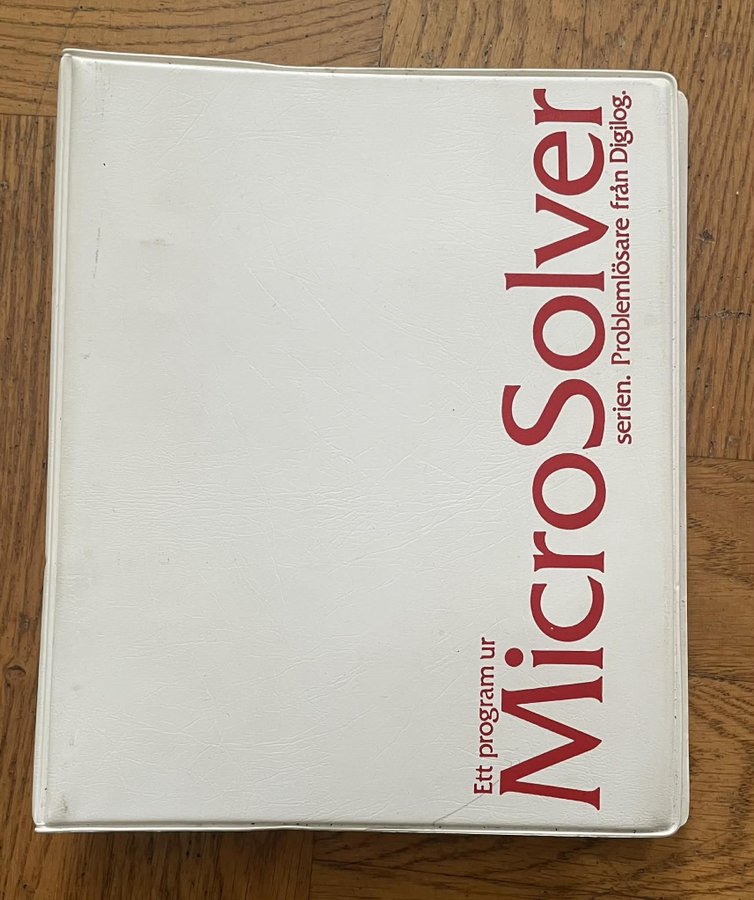 Ett program ur
MicroSolver
serien. Problemlösare från Digilog.